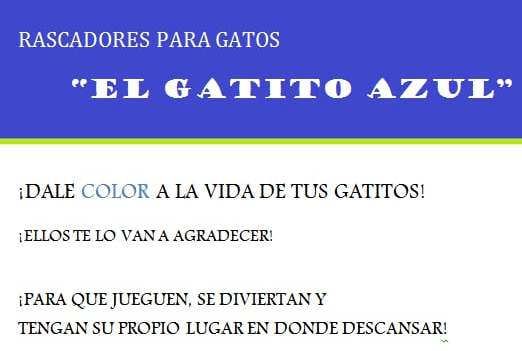 RASCADORES PARA GATOS
“EL GATITO AZUL”
¡DALE COLOR A LA VIDA DE TUS GATITOS!
¡ELLOS TE LO VAN A AGRADECER!
¡PARA QUE JUEGUEN, SE DIVIERTAN Y
TENGAN SU PROPIO LUGAR EN DONDE DESCANSAR!